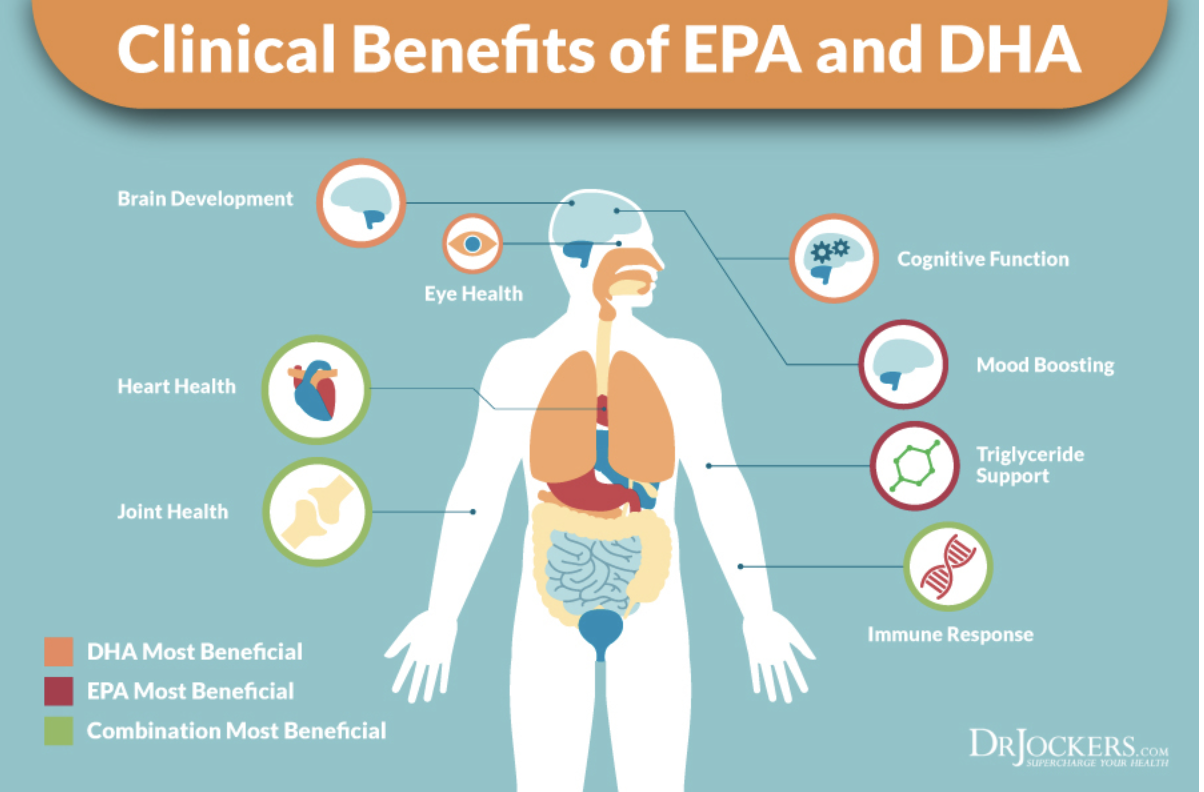 Clinical Benefits of EPA and DHA
Brain Development
Eye Health
Cognitive Function
Heart Health
Mood Boosting
Triglyceride
Support
Joint Health
Immune Response
DHA Most Beneficial
EPA Most Beneficial
Combination Most Beneficial
DRJOCKERS.COM
SUPERCHARGE YOUR HEALTH